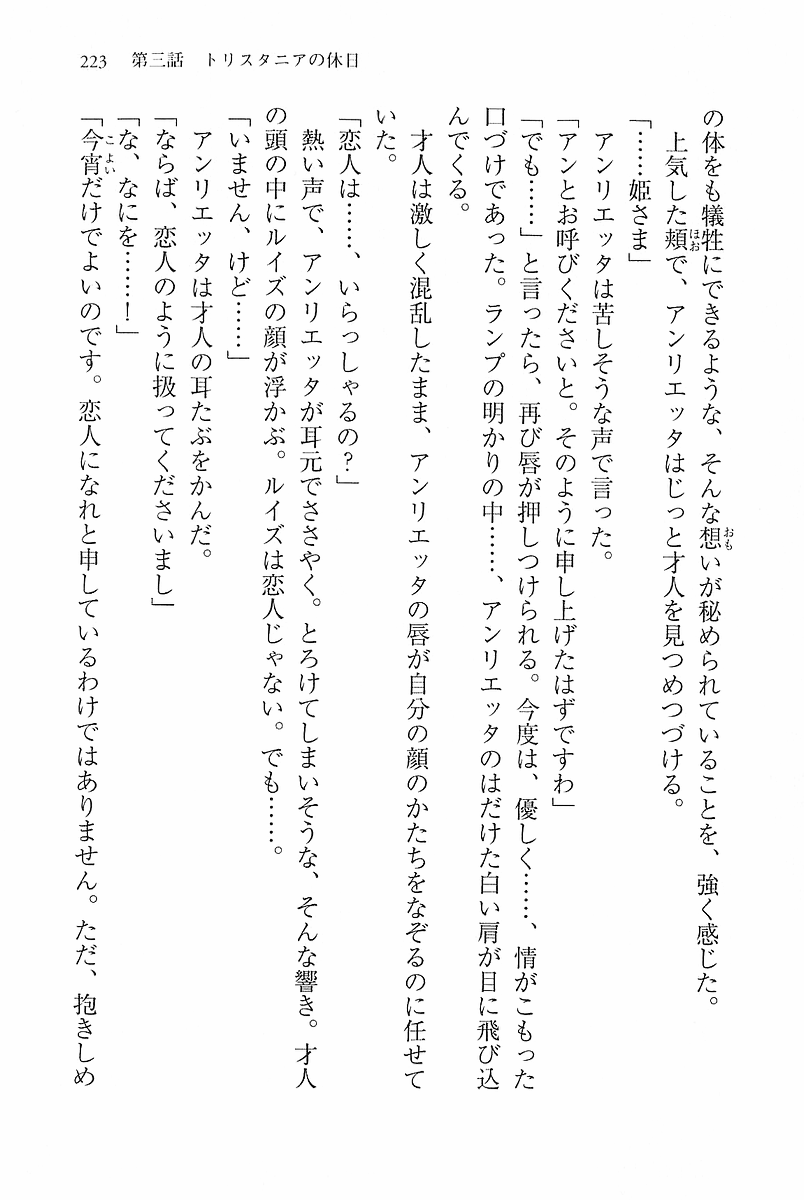 223　第三話　トリスタニアの休日
の体をも犠牲にできるような、そんな想いが秘められていることを、強く感じた。
　上気した頬で、アンリエッタはじっと才人を見つめつづける。
「……姫さま」
　アンリエッタは苦しそうな声で言った。
「アンとお呼びくださいと。そのように申し上げたはずですわ」
「でも……」と言ったら、再び唇が押しつけられる。今度は、優しく……、情がこもった
口づけであった。ランプの明かりの中……、アンリエッタのはだけた白い肩が目に飛び込
んでくる。
　才人は激しく混乱したまま、アンリエッタの唇が自分の顔のかたちをなぞるのに任せて
いた。
「恋人は……、いらっしゃるの？」
　熱い声で、アンリエッタが耳元でささやく。とろけてしまいそうな、そんな響き。才人
の頭の中にルイズの顔が浮かぶ。ルイズは恋人じゃない。でも……。
「いません、けど……」
　アンリエッタは才人の耳たぶをかんだ。
「ならば、恋人のように扱ってくださいまし」
「な、なにを……！」
「今宵だけでよいのです。恋人になれと申しているわけではありません。ただ、抱きしめ